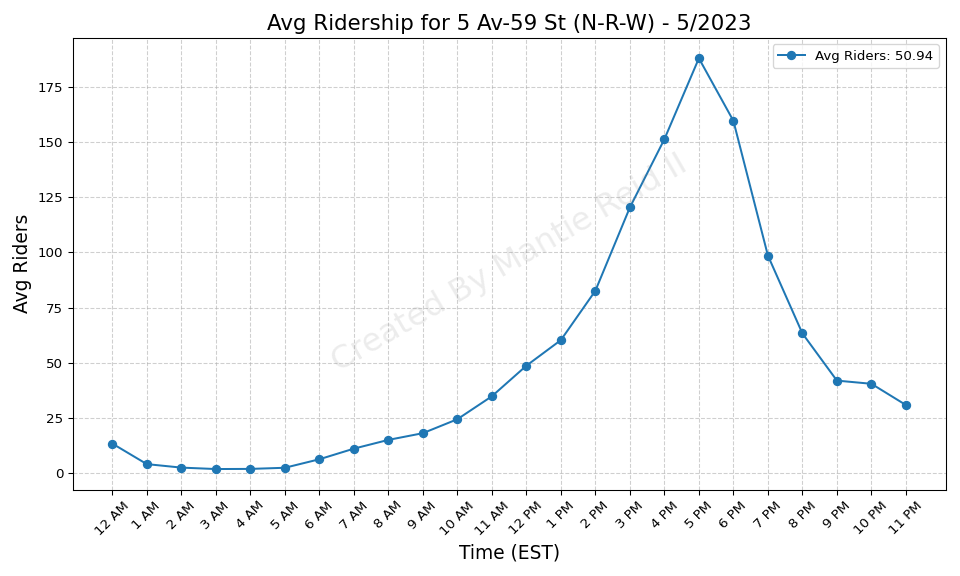 Avg Ridership for 5 Av-59 St (N-R-W) - 5/2023
Avg Riders: 50.94
Avg Riders
175
150
125
100
75
50
25
0
Created By Mantie Reid II
12 AM
1 AM
2 AM
3 AM
4 AM
5 AM
6 AM
7 AM
8 AM
9 AM
10 AM
11 AM
12 PM
1 PM
2 PM
3 PM
4 PM
5 PM
6 PM
7 PM
8 PM
9 PM
10 PM
11 PM
Time (EST)